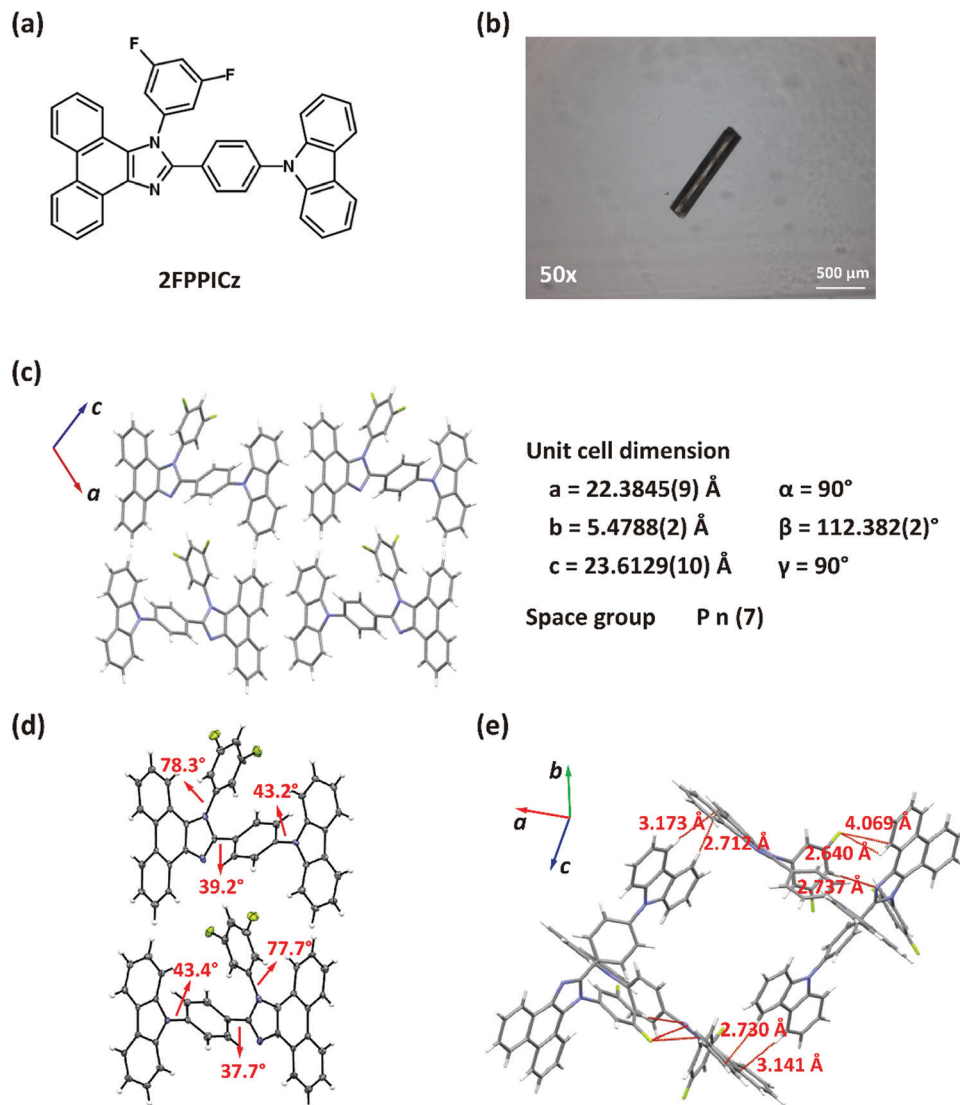 (a)
F
F
N
N
N
2FPPICz
(b)
50x
500 μm
(c)
c
a
Unit cell dimension
a = 22.3845(9) Å α = 90°
b = 5.4788(2) Å β = 112.382(2)°
c = 23.6129(10) Å γ = 90°
Space group P n (7)
(d)
78.3°
43.2°
39.2°
43.4°
77.7°
37.7°
(e)
b
a
c
3.173 Å
2.712 Å
4.069 Å
2.640 Å
2.737 Å
2.730 Å
3.141 Å